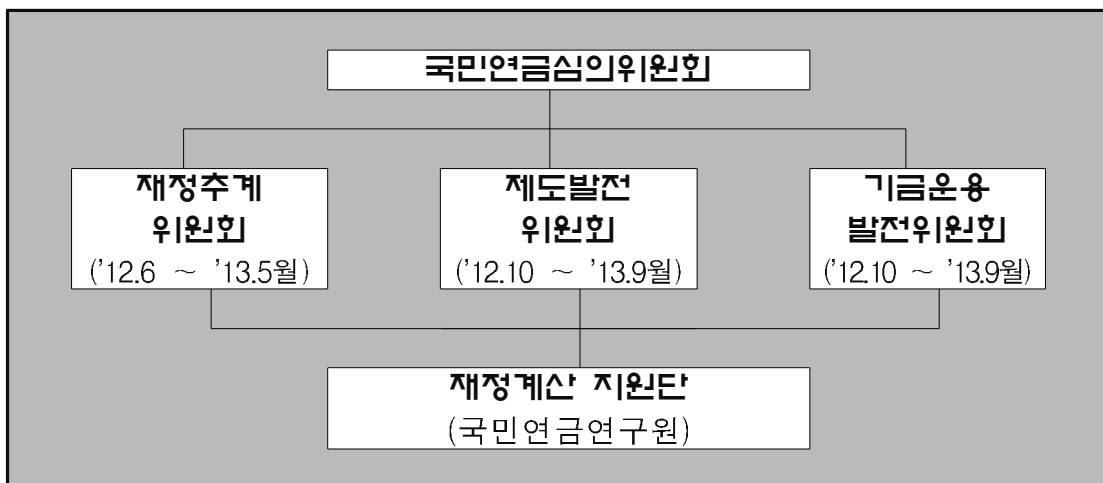 국민연금심의위원회
재정추계
위원회
('12.6 ~ '13.5월)
제도발전
위원회
('12.10 ~ '13.9월)
기금운용
발전위원회
('12.10 ~ '13.9월)
재정계산 지원단
(국민연금연구원)